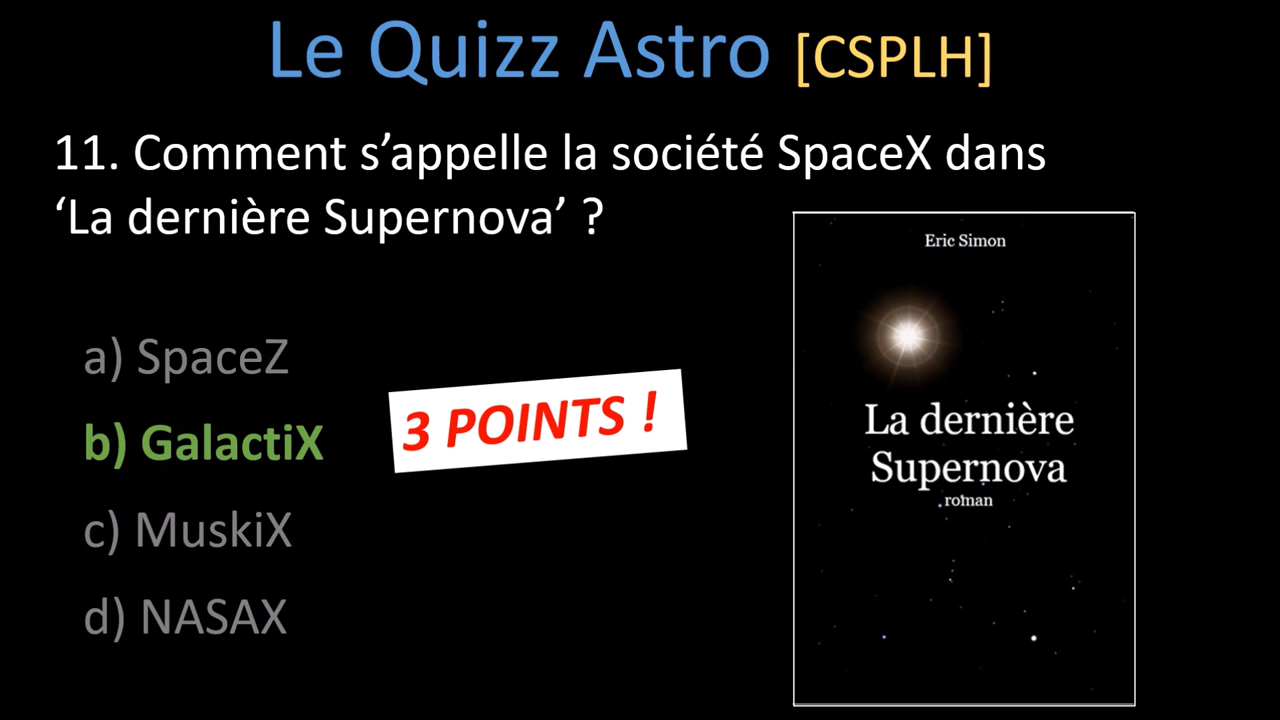 Le Quizz Astro [CSPLH]
11. Comment s’appelle la société SpaceX dans
‘La dernière Supernova’ ?
a) SpaceZ
b) GalactiX
c) MuskiX
d) NASAX
3 POINTS !
Eric Simon
La dernière
Supernova
roman